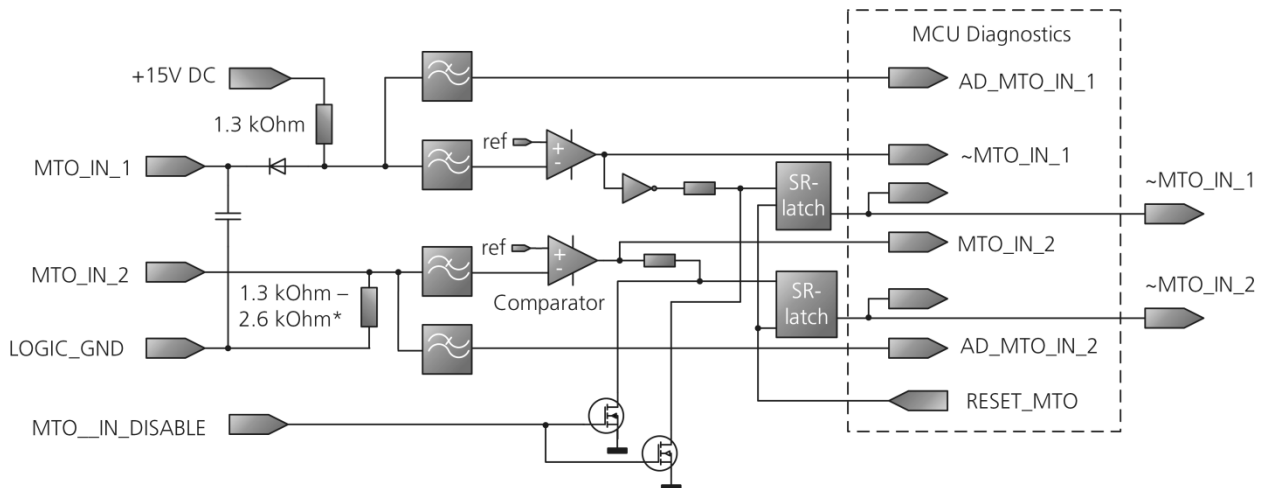 MCU Diagnostics
+15V DC
AD_MTO_IN_1
1.3 kOhm
ref
+
-
~MTO_IN_1
MTO_IN_1
SR-
latch
~MTO_IN_1
ref
+
-
MTO_IN_2
MTO_IN_2
Comparator
1.3 kOhm –
2.6 kOhm*
SR-
latch
~MTO_IN_2
LOGIC_GND
AD_MTO_IN_2
RESET_MTO
MTO__IN_DISABLE